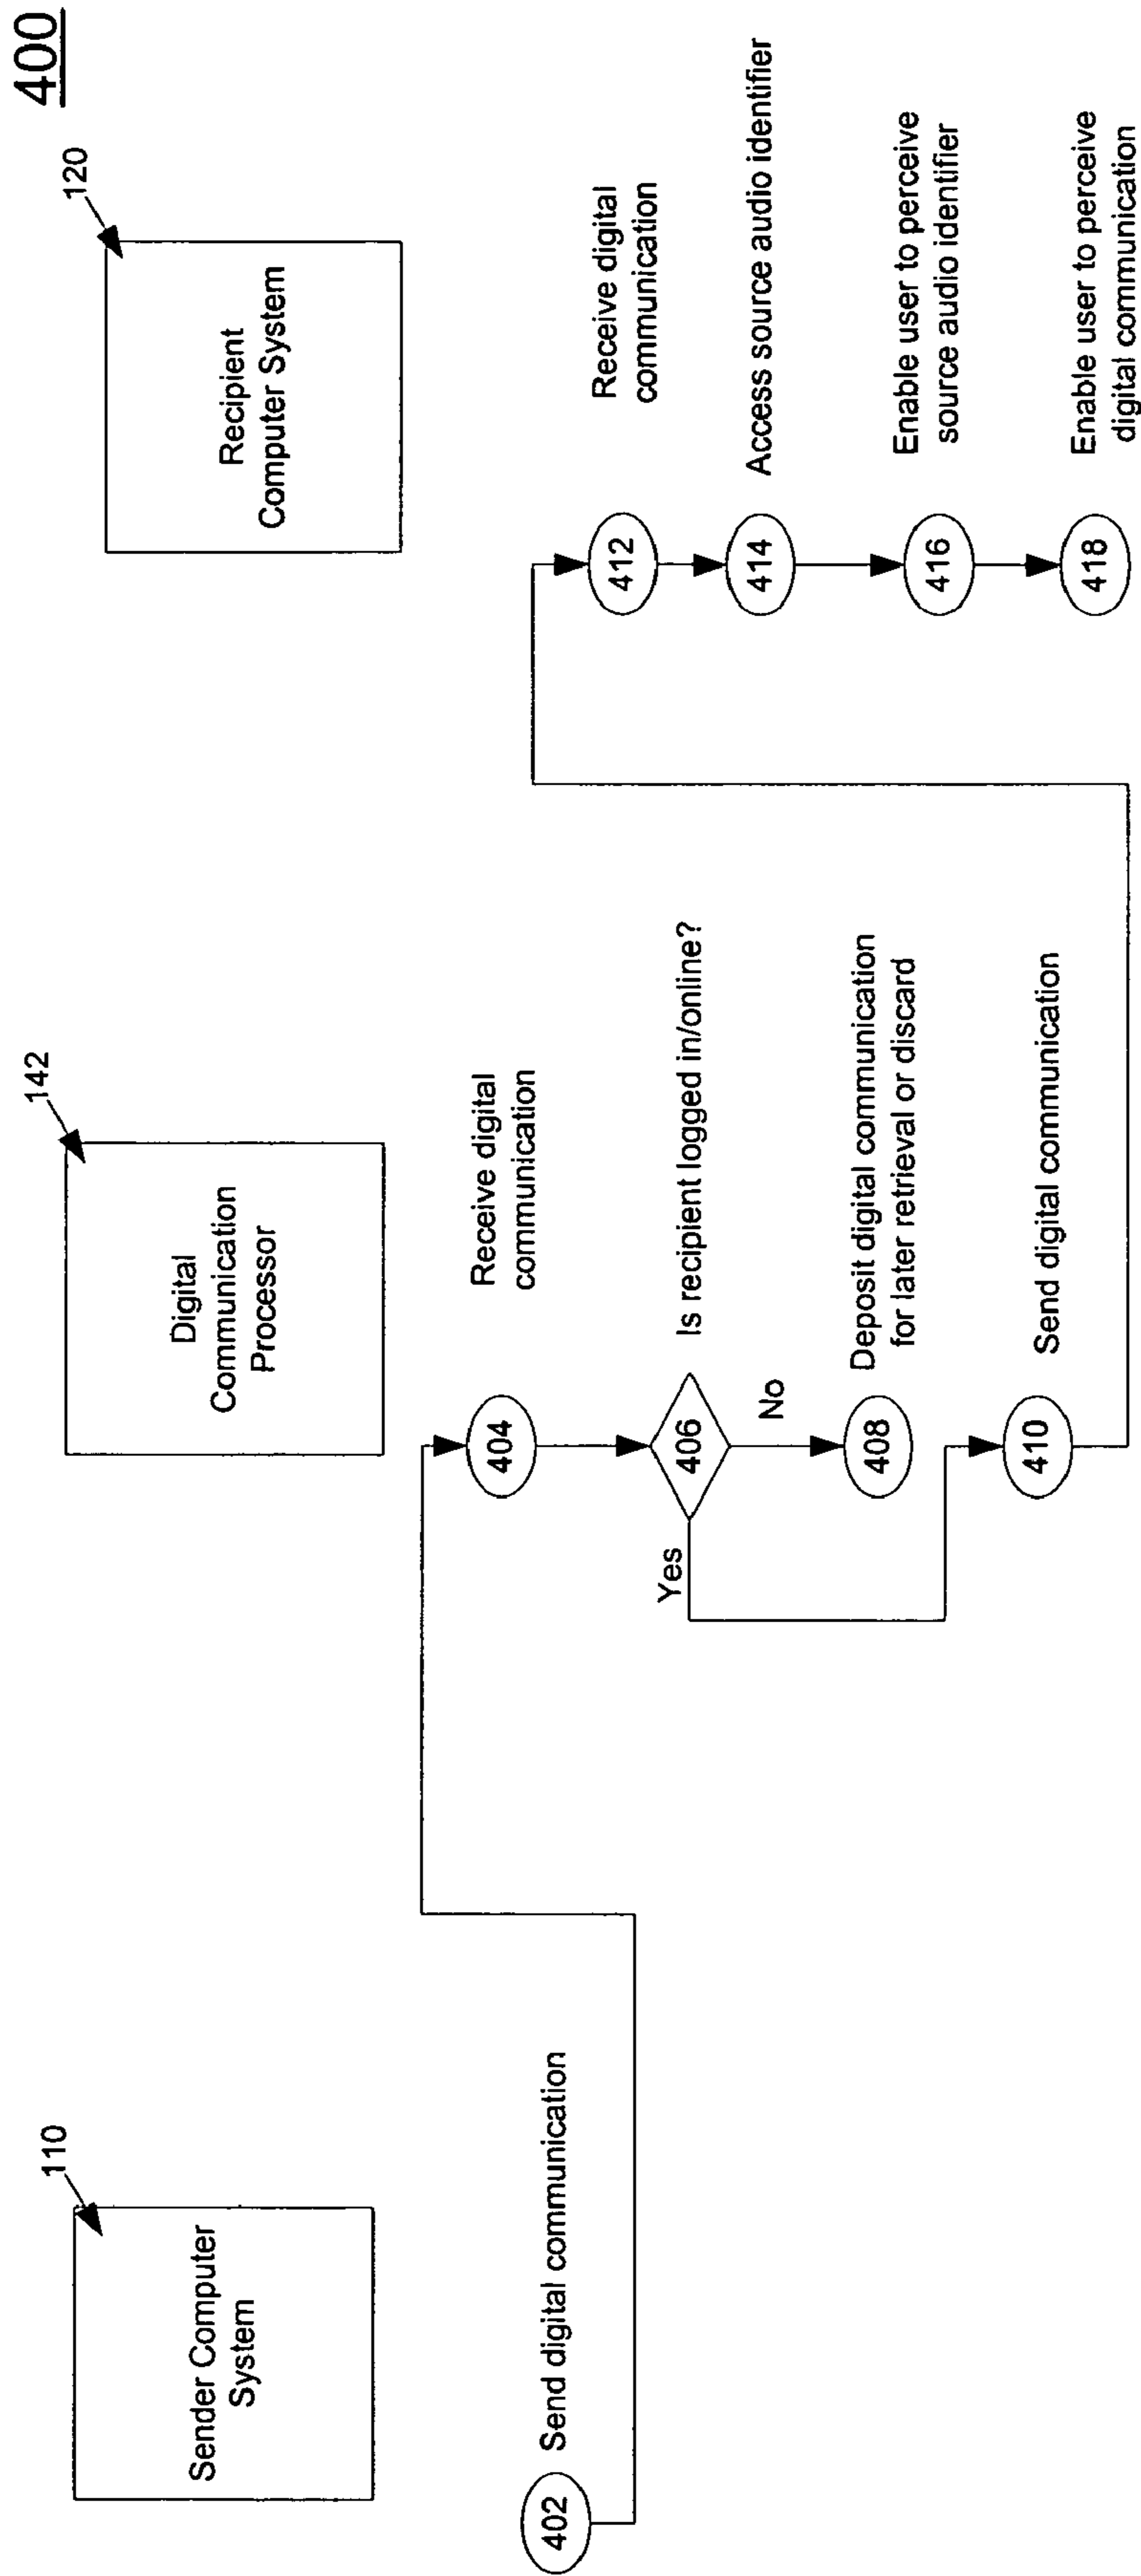 400
110
Sender Computer
System
142
Digital
Communication
Processor
120
Recipient
Computer System
402
Send digital communication
404
Receive digital
communication
406
Is recipient logged in/online?
Yes
No
408
Deposit digital communication
for later retrieval or discard
410
Send digital communication
412
Receive digital
communication
414
Access source audio identifier
416
Enable user to perceive
source audio identifier
418
Enable user to perceive
digital communication